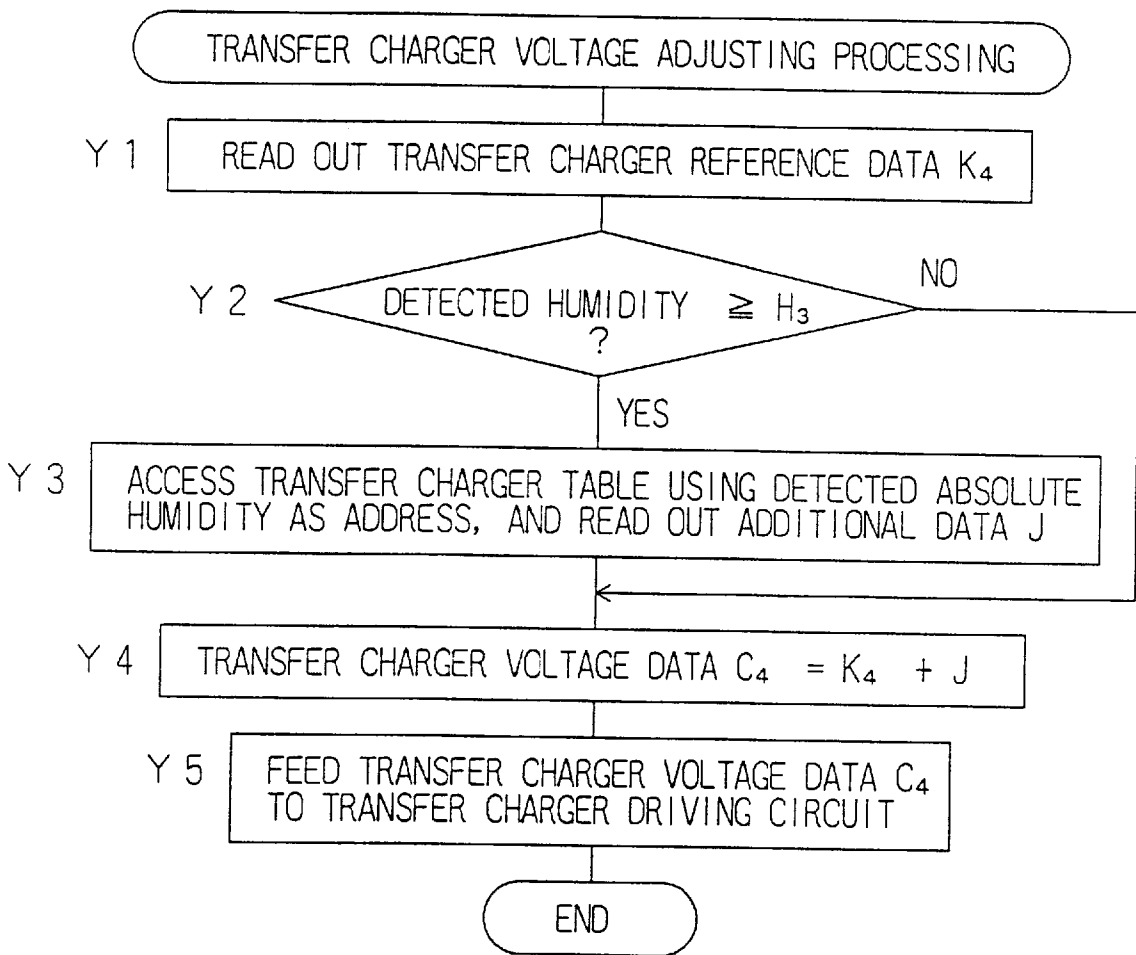 TRANSFER CHARGER VOLTAGE ADJUSTING PROCESSING
Y 1
READ OUT TRANSFER CHARGER REFERENCE DATA K₄
Y 2
DETECTED HUMIDITY ≧ H₃
?
NO
YES
Y 3
ACCESS TRANSFER CHARGER TABLE USING DETECTED ABSOLUTE
HUMIDITY AS ADDRESS, AND READ OUT ADDITIONAL DATA J
Y 4
TRANSFER CHARGER VOLTAGE DATA C₄ = K₄ + J
Y 5
FEED TRANSFER CHARGER VOLTAGE DATA C₄
TO TRANSFER CHARGER DRIVING CIRCUIT
END